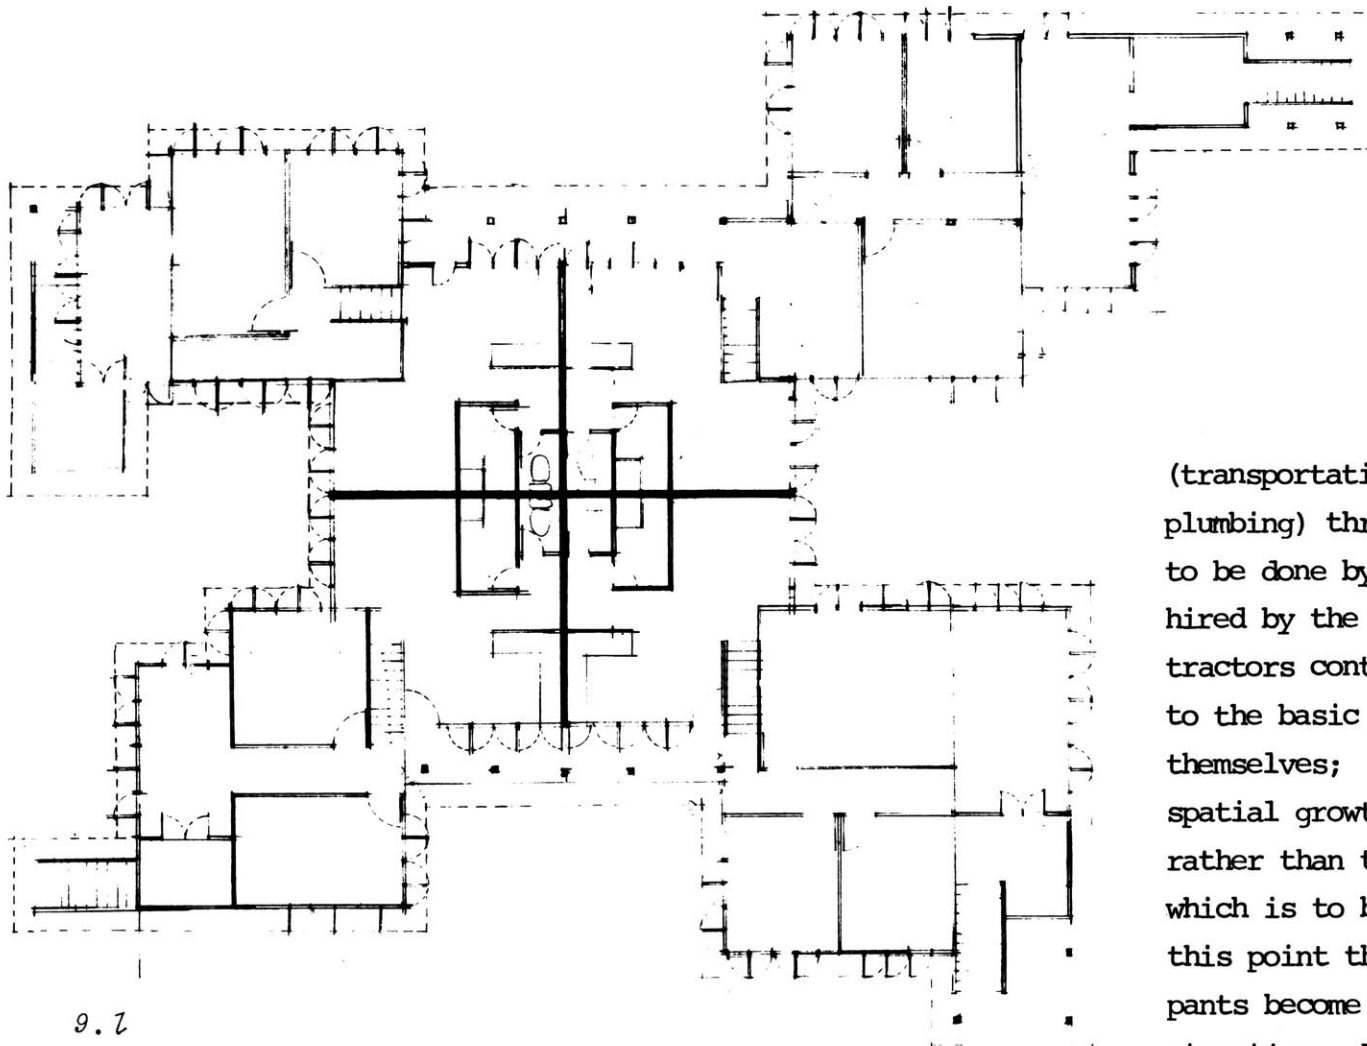 (transportati
plumbing) thr
to be done by
hired by the
tractors cont
to the basic
themselves;
spatial growt
rather than t
which is to b
this point th
pants become
9.2